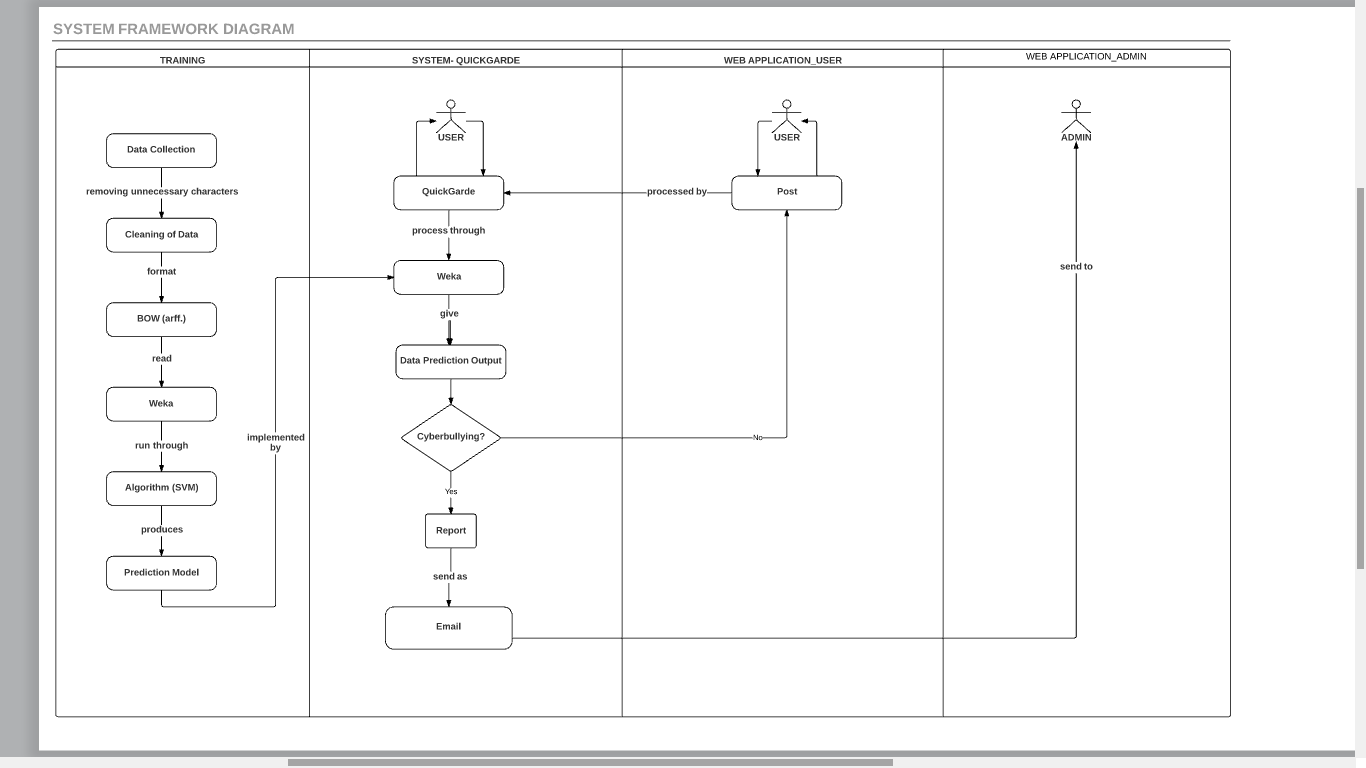 SYSTEM FRAMEWORK DIAGRAM
TRAINING
SYSTEM- QUICKGARDE
WEB APPLICATION_USER
WEB APPLICATION_ADMIN
Data Collection
removing unnecessary characters
Cleaning of Data
format
BOW (arff.)
read
Weka
run through
Algorithm (SVM)
produces
Prediction Model
implemented
by
USER
QuickGarde
process through
Weka
give
Data Prediction Output
Cyberbullying?
Yes
Report
send as
Email
USER
Post
processed by
No
ADMIN
send to